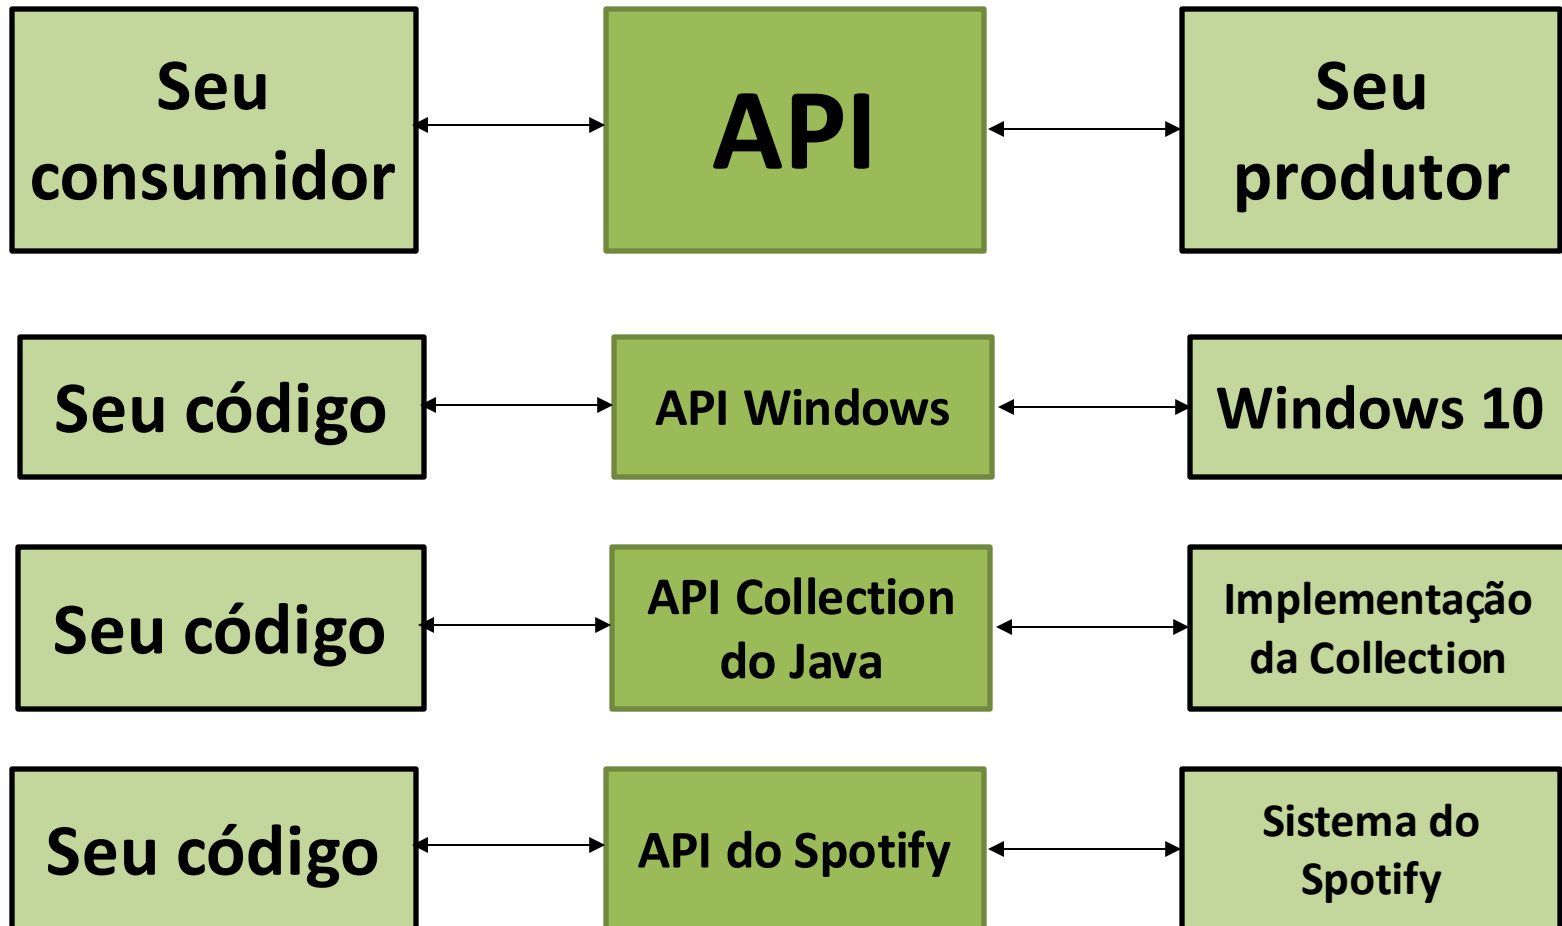 Seu
consumidor
API
Seu
produtor
Seu código
API Windows
Windows 10
Seu código
API Collection
do Java
Implementação
da Collection
Seu código
API do Spotify
Sistema do
Spotify